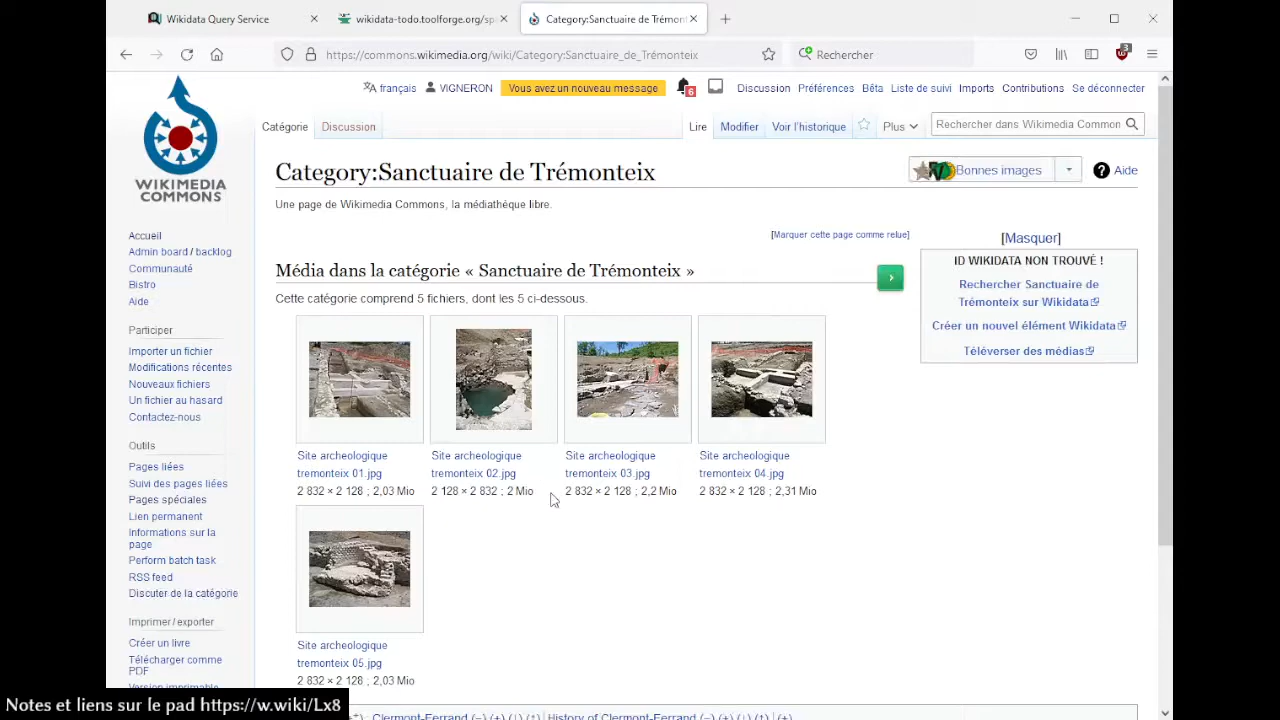 Wikidata Query Service
wikidata-todo.toolforge.org/sp
Category:Sanctuaire de Trémont
https://commons.wikimedia.org/wiki/Category:Sanctuaire_de_Trémonteix
Rechercher
3
français
VIGNERON
Vous avez un nouveau message
6
Discussion
Préférences
Bêta
Liste de suivi
Imports
Contributions
Se déconnecter
Catégorie
Discussion
Lire
Modifier
Voir l'historique
Plus
Rechercher dans Wikimedia Common
WIKIMEDIA
COMMONS
Category:Sanctuaire de Trémonteix
Bonnes images
Aide
Une page de Wikimedia Commons, la médiathèque libre.
[Marquer cette page comme relue]
Accueil
Admin board / backlog
Communauté
Bistro
Aide
Participer
Importer un fichier
Modifications récentes
Nouveaux fichiers
Un fichier au hasard
Contactez-nous
Outils
Pages liées
Suivi des pages liées
Pages spéciales
Lien permanent
Informations sur la
page
Perform batch task
RSS feed
Discuter de la catégorie
Imprimer / exporter
Créer un livre
Télécharger comme
PDF
Version imprimable
Média dans la catégorie « Sanctuaire de Trémonteix »
Cette catégorie comprend 5 fichiers, dont les 5 ci-dessous.
[Masquer]
ID WIKIDATA NON TROUVÉ !
Rechercher Sanctuaire de
Trémonteix sur Wikidata
Créer un nouvel élément Wikidata
Téléverser des médias
Site archeologique
tremonteix 01.jpg
2 832 × 2 128 ; 2,03 Mio
Site archeologique
tremonteix 02.jpg
2 128 × 2 832 ; 2 Mio
Site archeologique
tremonteix 03.jpg
2 832 × 2 128 ; 2,2 Mio
Site archeologique
tremonteix 04.jpg
2 832 × 2 128 ; 2,31 Mio
Site archeologique
tremonteix 05.jpg
2 832 × 2 128 ; 2,03 Mio
Clermont-Ferrand (−) (±) (↓) (↑) | History of Clermont-Ferrand (−) (±) (↓) (↑) | (+)
Notes et liens sur le pad https://w.wiki/Lx8